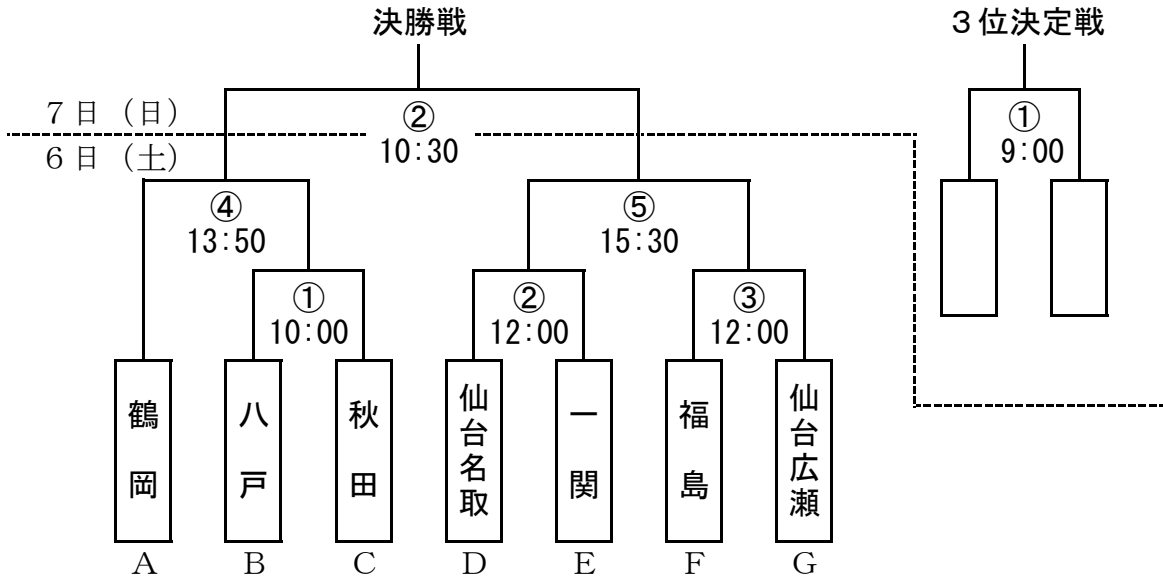 決勝戦
３位決定戦
７日（日）
②
10:30
①
9:00
６日（土）
④
13:50
⑤
15:30
①
10:00
②
12:00
③
12:00
鶴岡
八戸
秋田
仙台名取
一関
福島
仙台広瀬
A
B
C
D
E
F
G